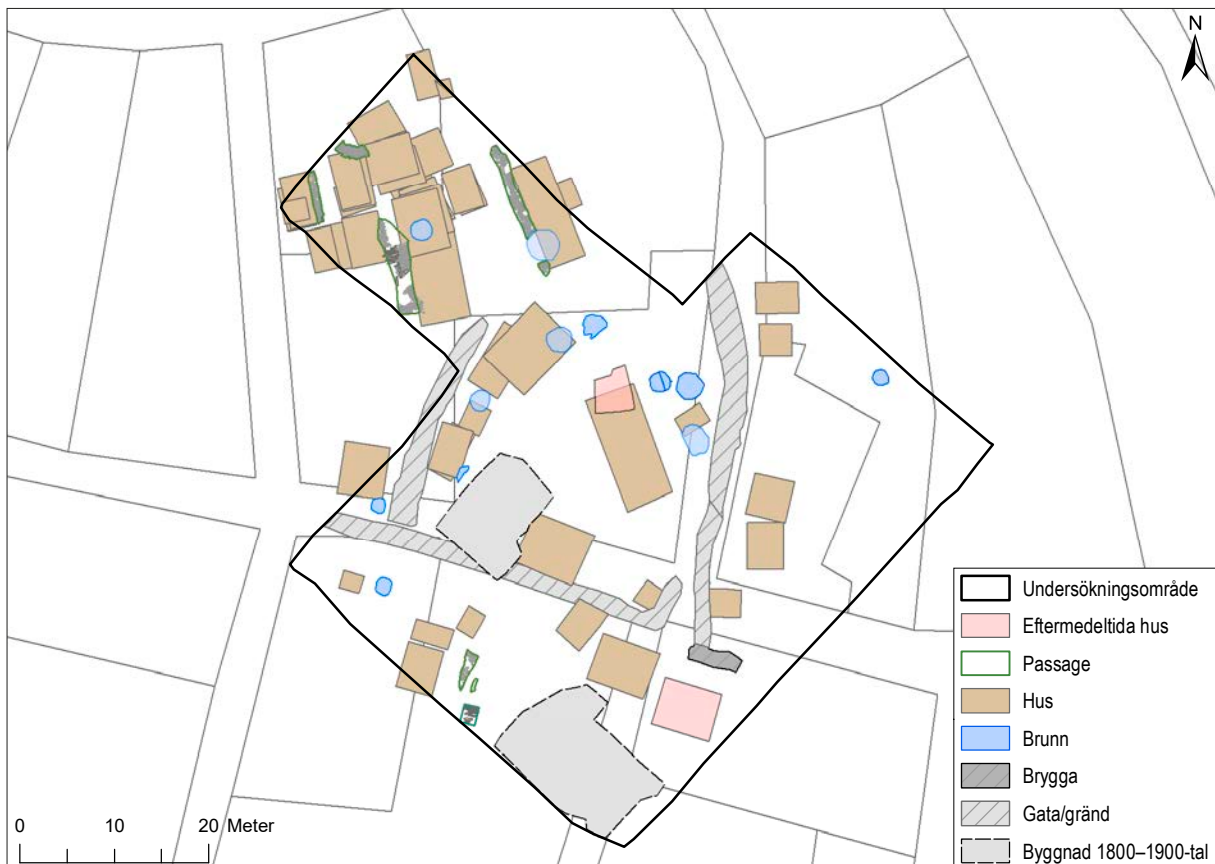 N
Undersökningsområde
Eftermedeltida hus
Passage
Hus
Brunn
Brygga
Gata/gränd
Byggnad 1800–1900-tal
0 10 20 Meter